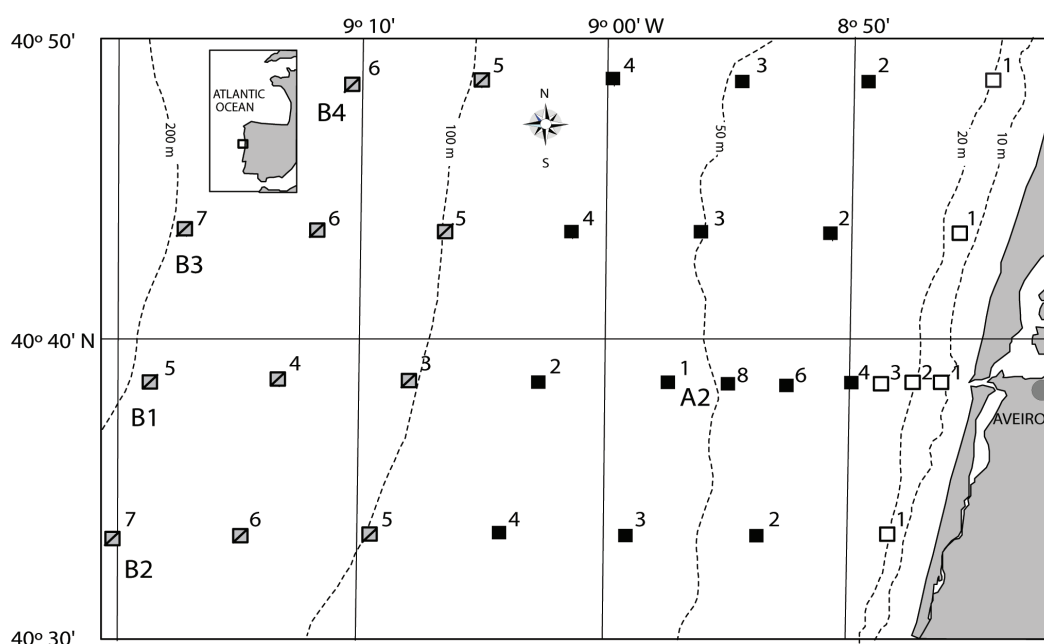 9º 10' 9º 00' W 8º 50'
40º 50'
6 5 4 3 2 1
ATLANTIC
OCEAN
B4
N
S
200 m 100 m 50 m 20 m 10 m
7 6 5 4 3 2 1
B3
40º 40' N
5 4 3 2 1 8 6 4 3 2 1
B1 A2
AVEIRO
7 6 5 4 3 2 1
B2
40º 30'